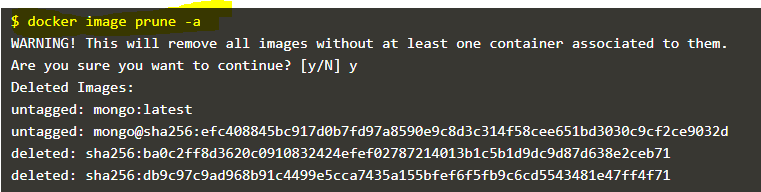 $ docker image prune -a
WARNING! This will remove all images without at least one container associated to them.
Are you sure you want to continue? [y/N] y
Deleted Images:
untagged: mongo:latest
untagged: mongo@sha256:efc408845bc917d0b7fd97a8590e9c8d3c314f58cee651bd3030c9cf2ce9032d
deleted: sha256:ba0c2ff8d3620c0910832424efef02787214013b1c5b1d9dc9d87d638e2ceb71
deleted: sha256:db9c97c9ad968b91c4499e5cca7435a155bfef6f5fb9c6cd5543481e47ff4f71